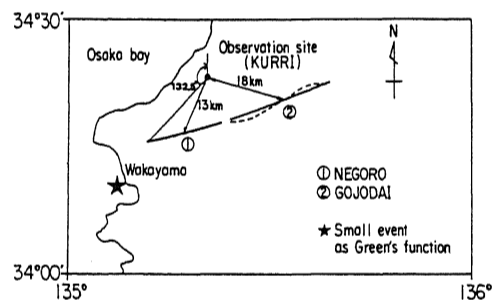 34°30'
Osaka bay
Observation site
(KURRI)
N
132.5
18km
13km
②
①
Wakayama
① NEGORO
② GOJODAI
★ Small event
as Green's function
34°00'
135°
136°